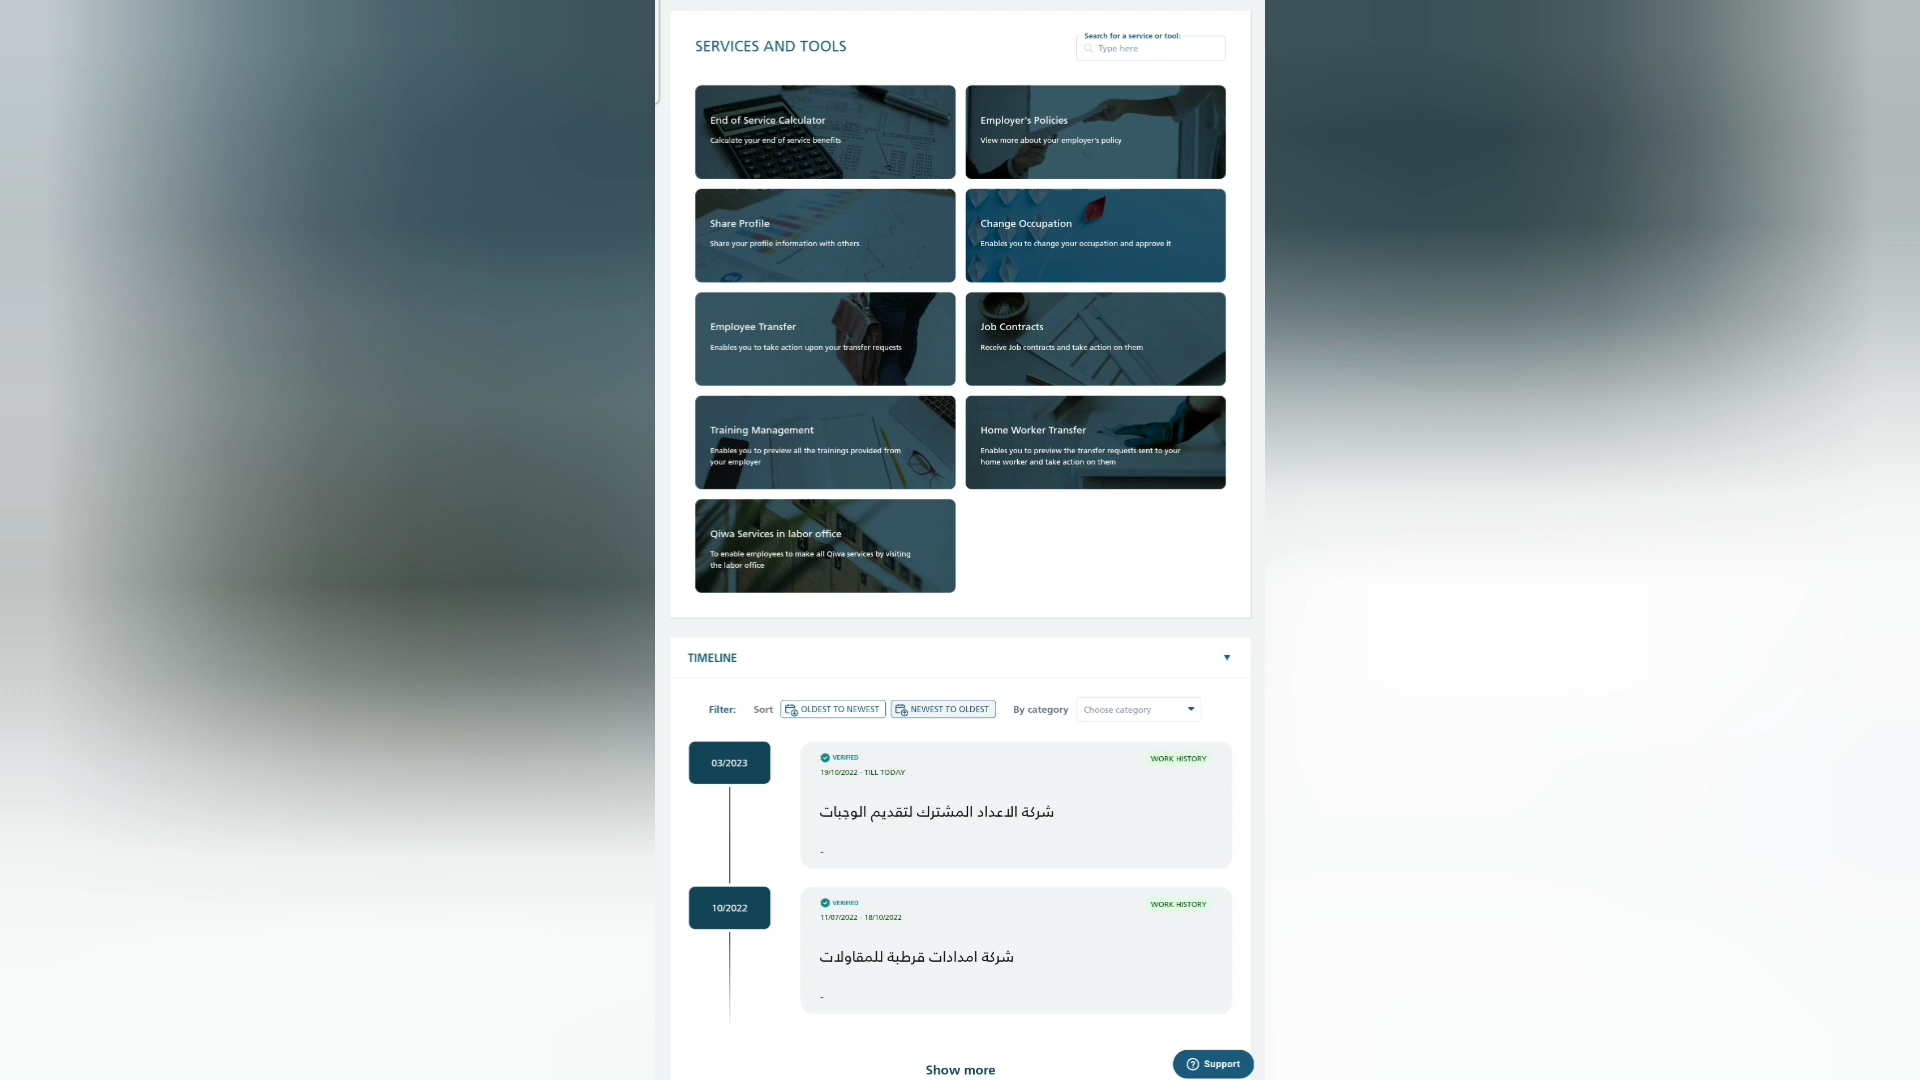 SERVICES AND TOOLS
Search for a service or tool:
Type here
End of Service Calculator
Calculate your end of service benefits
Employer's Policies
View more about your employer's policy
Share Profile
Share your profile information with others
Change Occupation
Enables you to change your occupation and approve it
Employee Transfer
Enables you to take action upon your transfer requests
Job Contracts
Receive Job contracts and take action on them
Training Management
Enables you to preview all the trainings provided from
your employer
Home Worker Transfer
Enables you to preview the transfer requests sent to your
home worker and take action on them
Qiwa Services in labor office
To enable employees to make all Qiwa services by visiting
the labor office
TIMELINE
Filter: Sort OLDEST TO NEWEST NEWEST TO OLDEST By category Choose category
03/2023
VERIFIED
WORK HISTORY
19/10/2022 - TILL TODAY
شركة الاعداد المشترك لتقديم الوجبات
-
10/2022
VERIFIED
WORK HISTORY
11/07/2022 - 18/10/2022
شركة امدادات قرطبة للمقاولات
-
Show more
Support